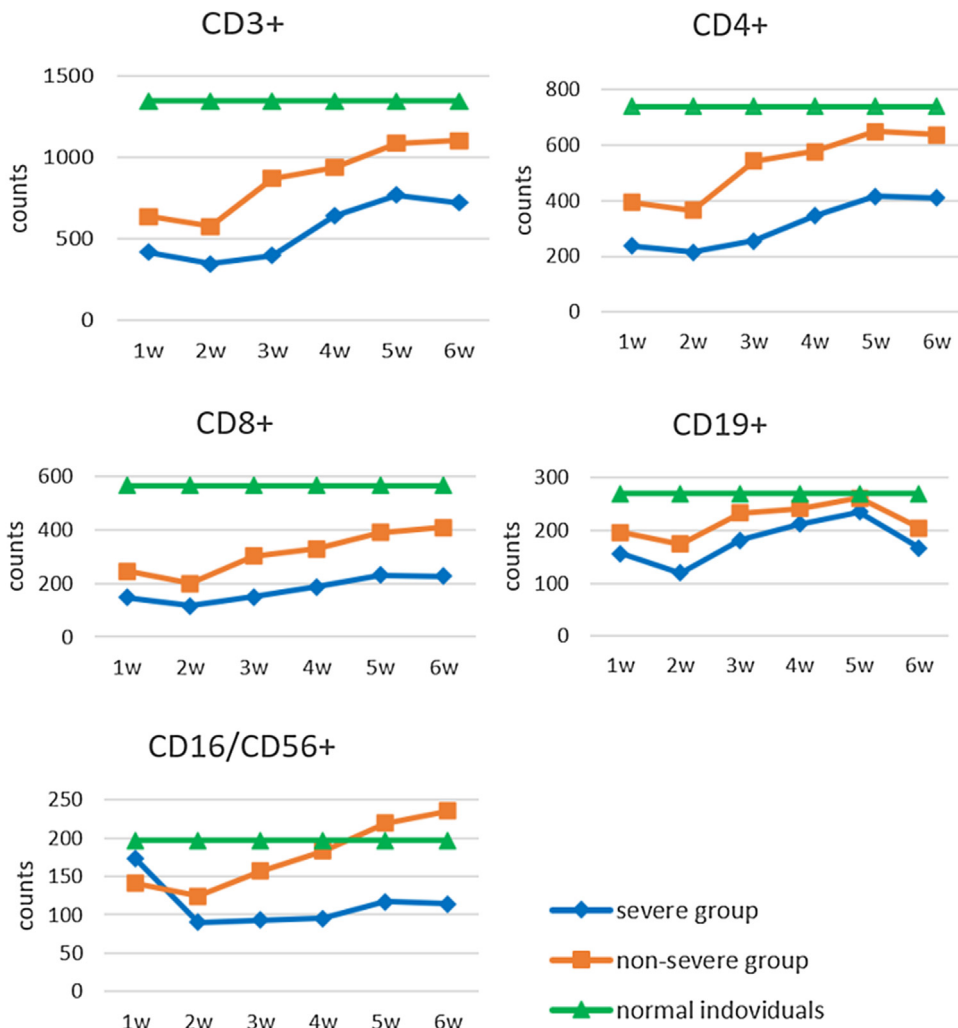 CD3+
1500
1000
500
0
counts
1w 2w 3w 4w 5w 6w
CD4+
800
600
400
200
0
counts
1w 2w 3w 4w 5w 6w
CD8+
600
400
200
0
counts
1w 2w 3w 4w 5w 6w
CD19+
300
200
100
0
counts
1w 2w 3w 4w 5w 6w
CD16/CD56+
250
200
150
100
50
0
counts
1w 2w 3w 4w 5w 6w
severe group
non-severe group
normal indoviduals